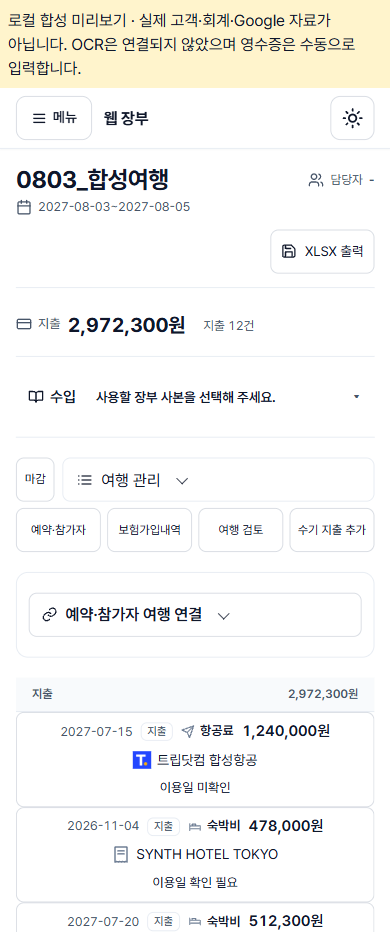 로컬 합성 미리보기 · 실제 고객·회계·Google 자료가
아닙니다. OCR은 연결되지 않았으며 영수증은 수동으로
입력합니다.
메뉴 웹 장부
0803_합성여행 담당자 -
2027-08-03~2027-08-05
XLSX 출력
지출 2,972,300원 지출 12건
수입 사용할 장부 사본을 선택해 주세요.
마감 여행 관리
예약·참가자 보험가입내역 여행 검토 수기 지출 추가
예약·참가자 여행 연결
지출 2,972,300원
2027-07-15 지출 항공료 1,240,000원
트립닷컴 합성항공
이용일 미확인
2026-11-04 지출 숙박비 478,000원
SYNTH HOTEL TOKYO
이용일 확인 필요
2027-07-20 지출 숙박비 512,300원